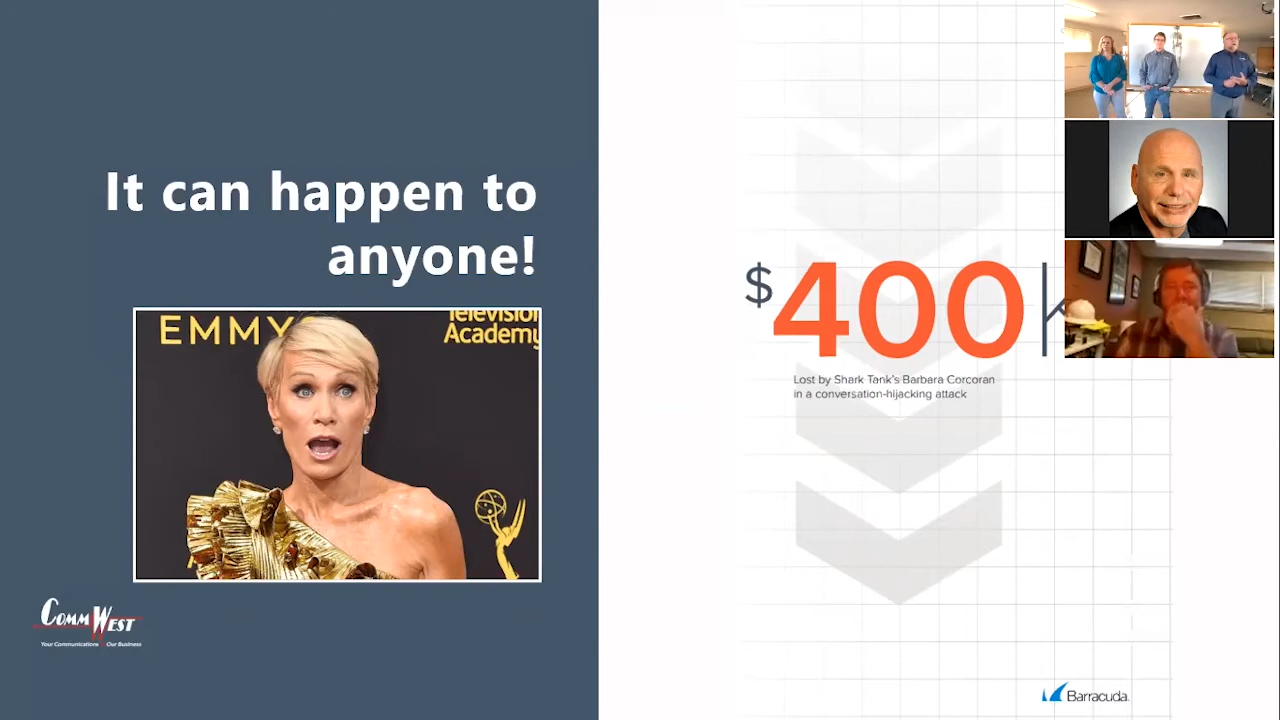 It can happen to
anyone!
EMMY
Television
Academy
COMMWEST
Your Communications Our Business
$400K
Lost by Shark Tank's Barbara Corcoran
in a conversation-hijacking attack
Barracuda